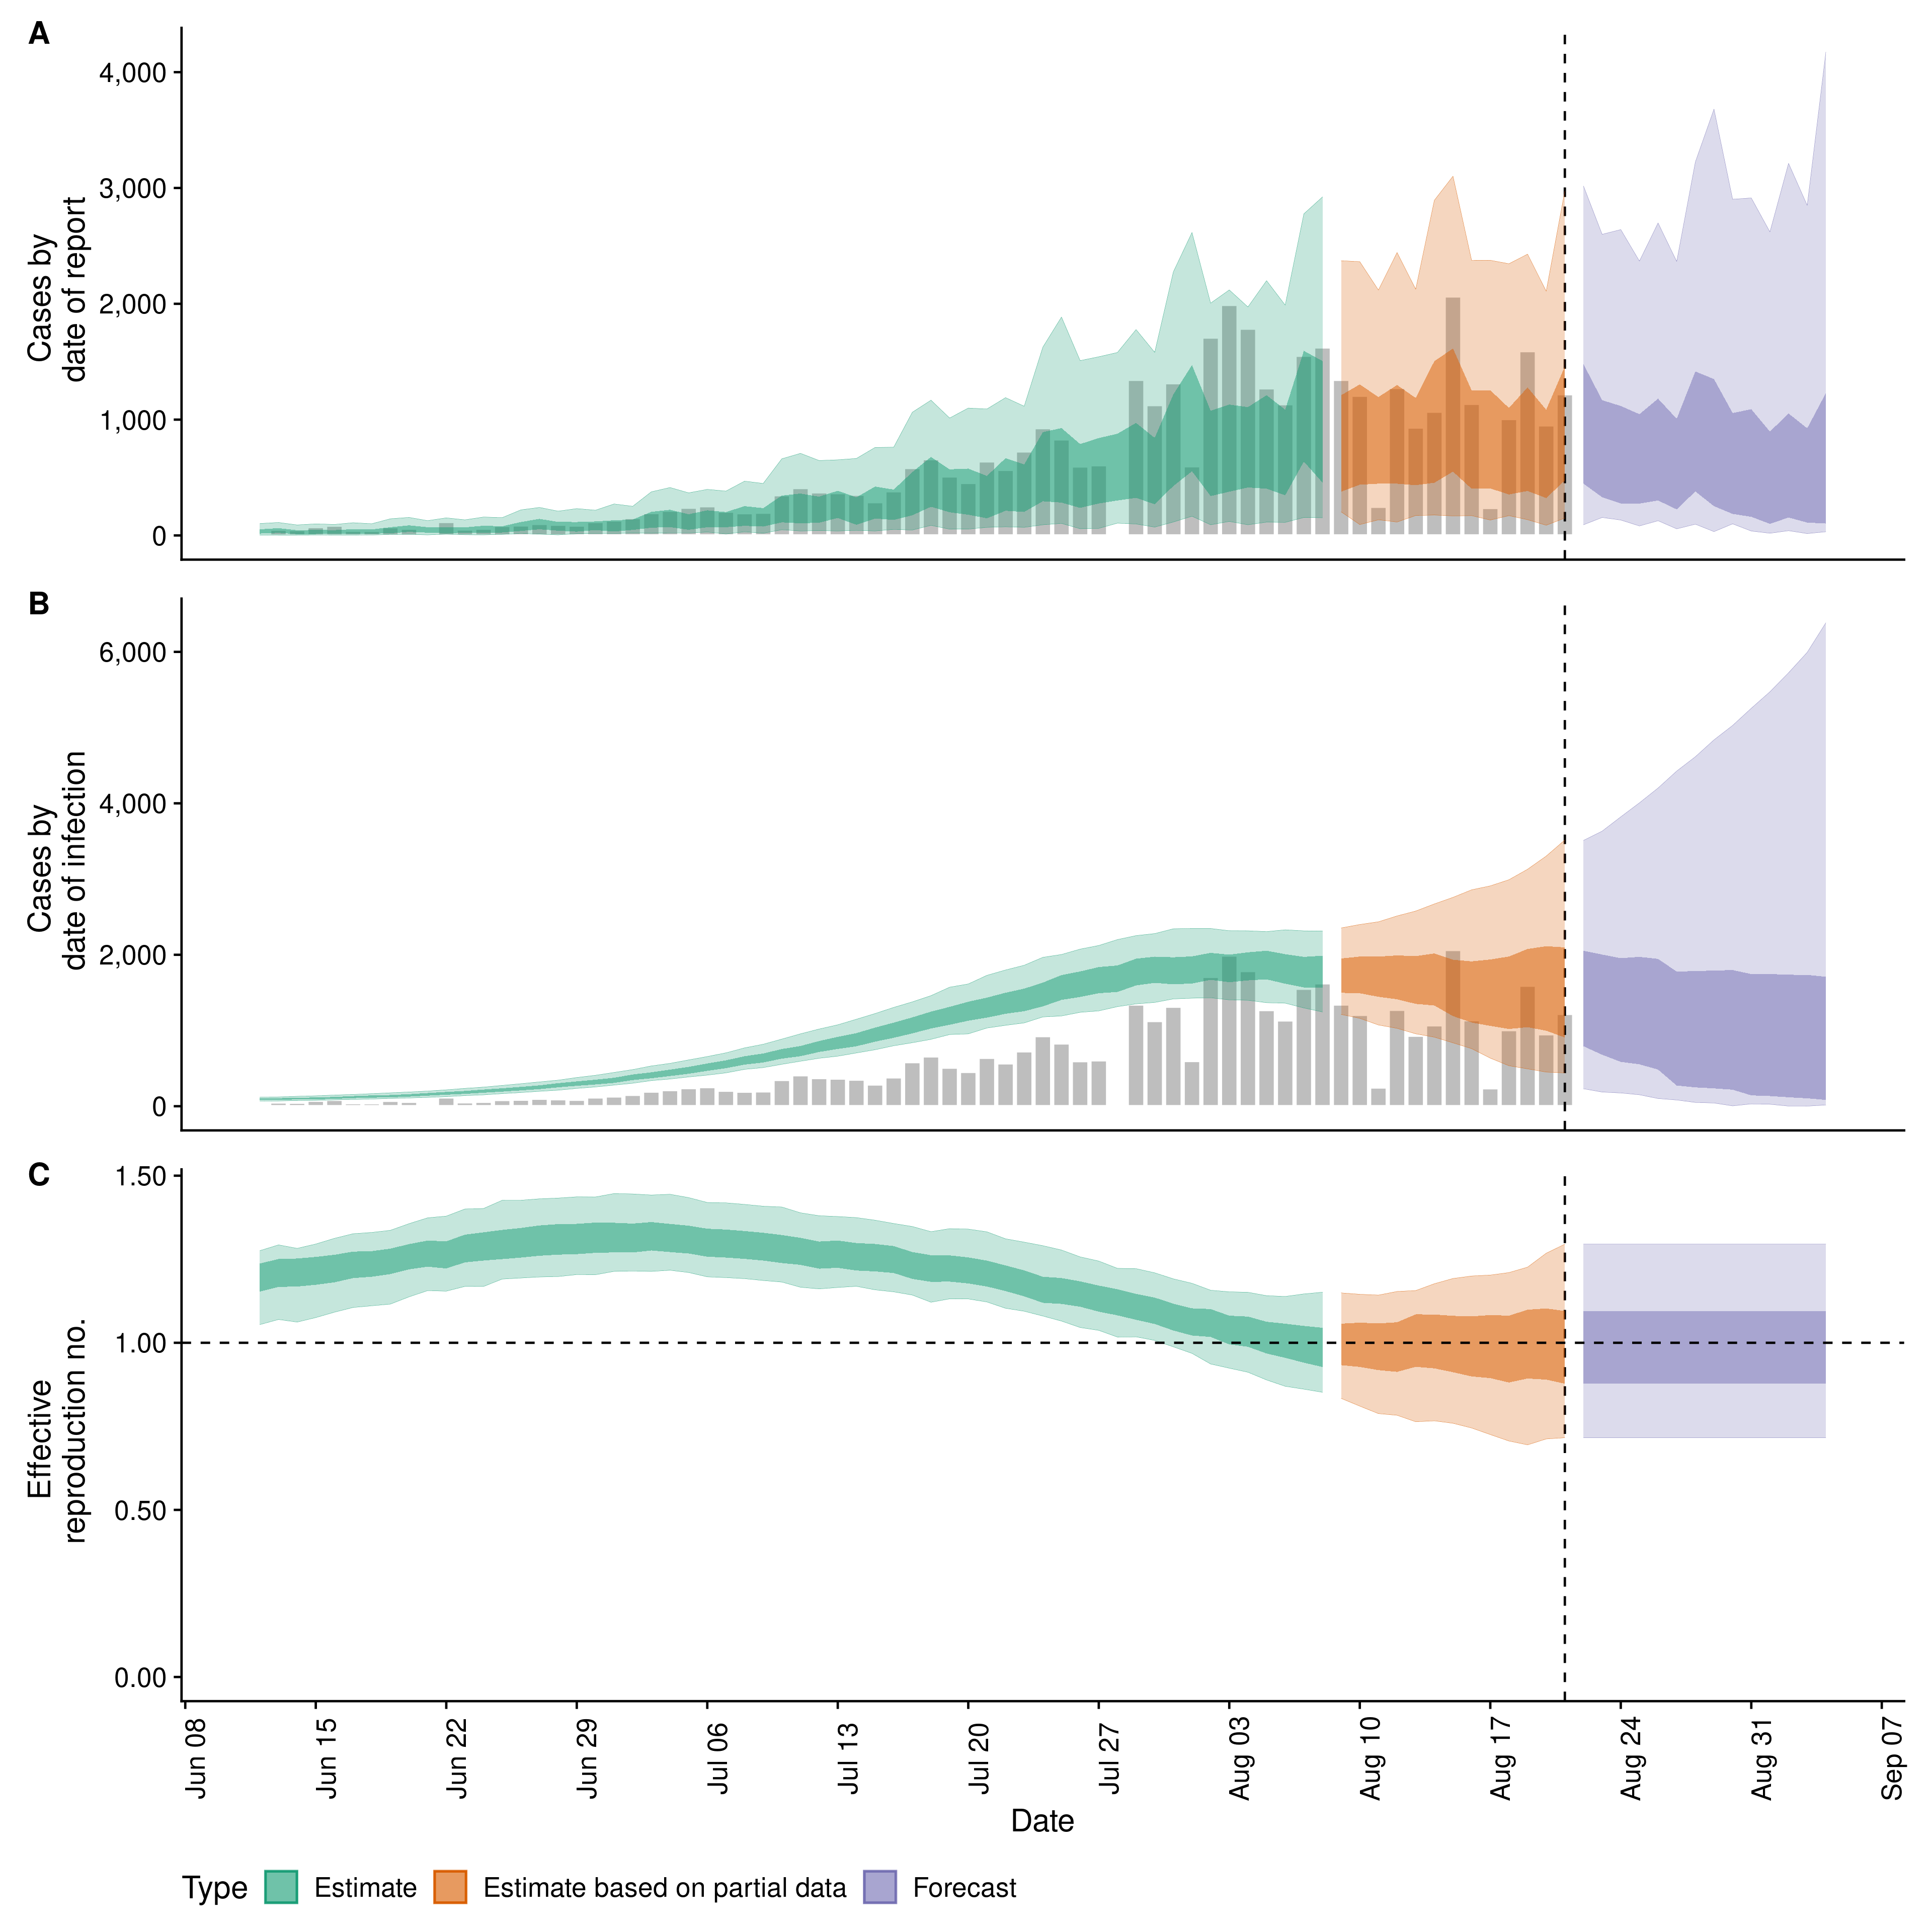 A
Cases by
date of report
4,000
3,000
2,000
1,000
0
B
Cases by
date of infection
6,000
4,000
2,000
0
C
Effective
reproduction no.
1.50
1.00
0.50
0.00
Jun 08
Jun 15
Jun 22
Jun 29
Jul 06
Jul 13
Jul 20
Jul 27
Aug 03
Aug 10
Aug 17
Aug 24
Aug 31
Sep 07
Date
Type Estimate Estimate based on partial data Forecast